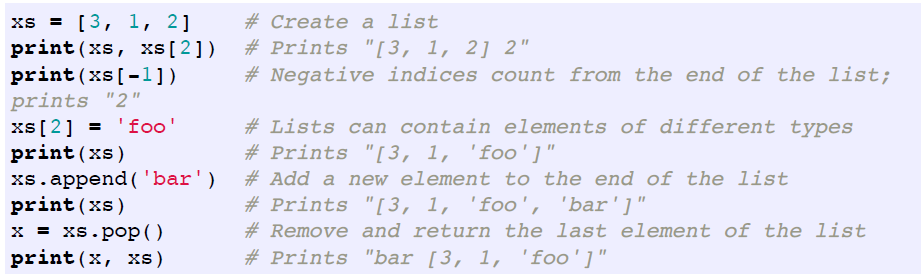 xs = [3, 1, 2]    # Create a list
print(xs, xs[2])  # Prints "[3, 1, 2] 2"
print(xs[-1])     # Negative indices count from the end of the list;
prints "2"
xs[2] = 'foo'     # Lists can contain elements of different types
print(xs)         # Prints "[3, 1, 'foo']"
xs.append('bar')  # Add a new element to the end of the list
print(xs)         # Prints "[3, 1, 'foo', 'bar']"
x = xs.pop()      # Remove and return the last element of the list
print(x, xs)      # Prints "bar [3, 1, 'foo']"